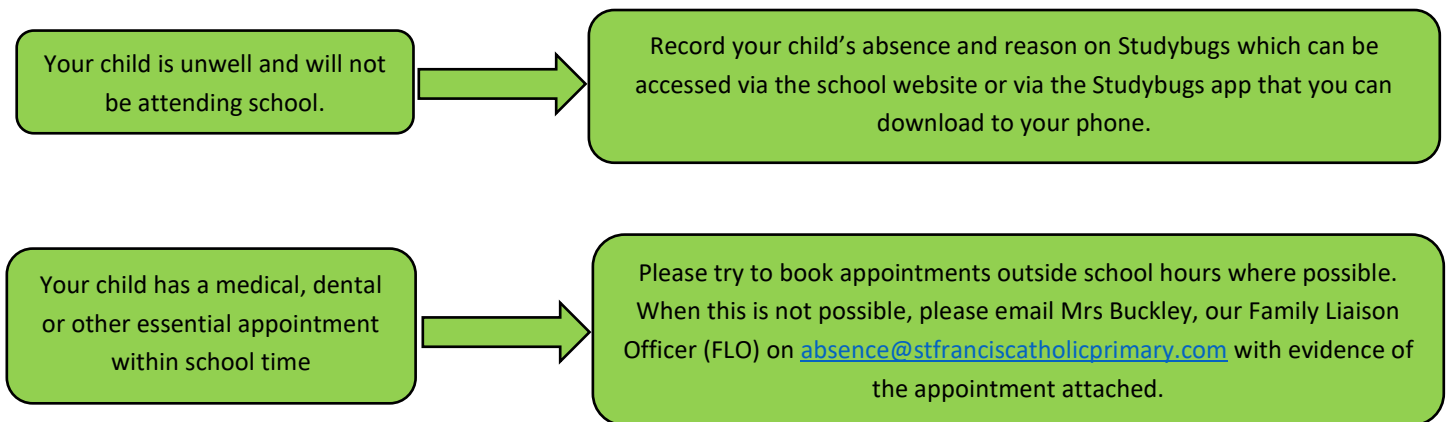 Your child is unwell and will not
be attending school.
Record your child’s absence and reason on Studybugs which can be
accessed via the school website or via the Studybugs app that you can
download to your phone.
Your child has a medical, dental
or other essential appointment
within school time
Please try to book appointments outside school hours where possible.
When this is not possible, please email Mrs Buckley, our Family Liaison
Officer (FLO) on absence@stfranciscatholicprimary.com with evidence of
the appointment attached.